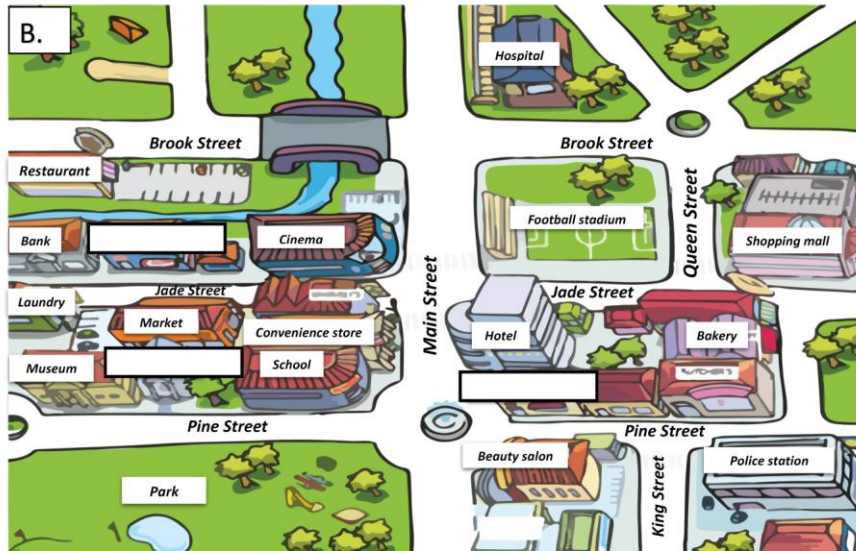 B.
Hospital
Brook Street
Brook Street
Restaurant
Football stadium
Queen Street
Bank
Cinema
Shopping mall
Main Street
Jade Street
Jade Street
Laundry
Market
Convenience store
Hotel
Bakery
Museum
School
Pine Street
Pine Street
Beauty salon
Police station
King Street
Park